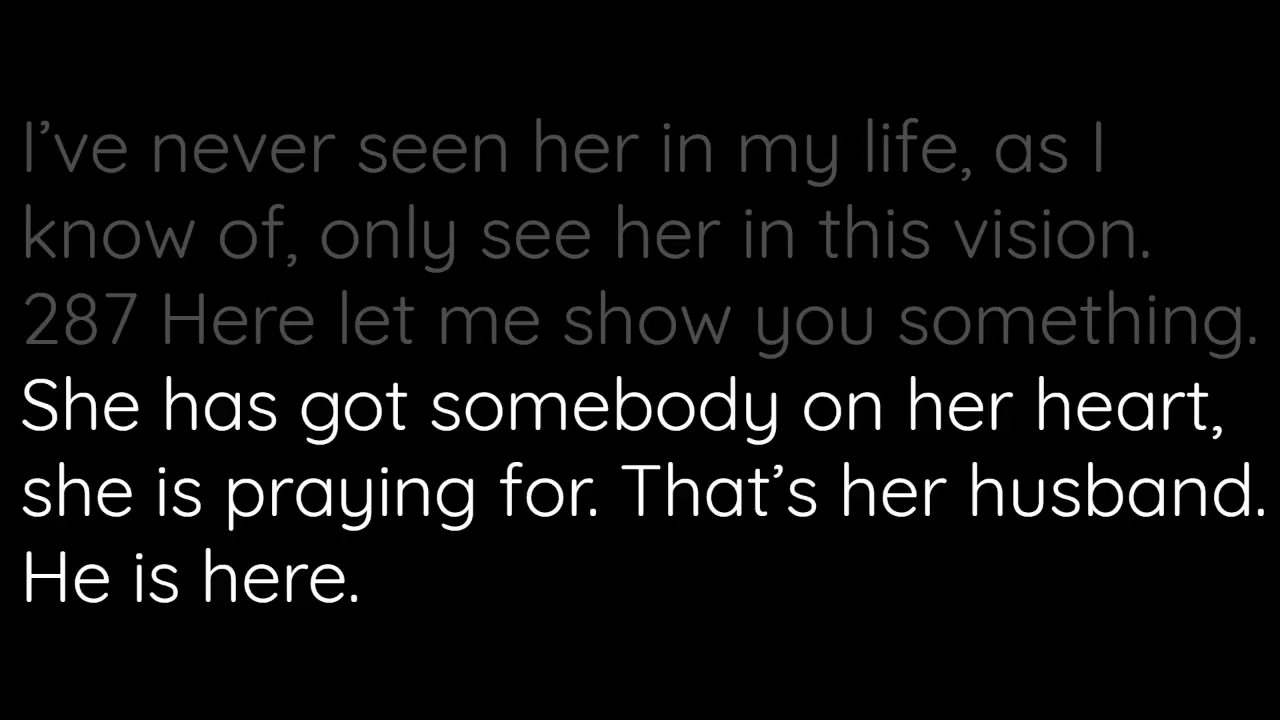 I’ve never seen her in my life, as I
know of, only see her in this vision.
287 Here let me show you something.
She has got somebody on her heart,
she is praying for. That’s her husband.
He is here.